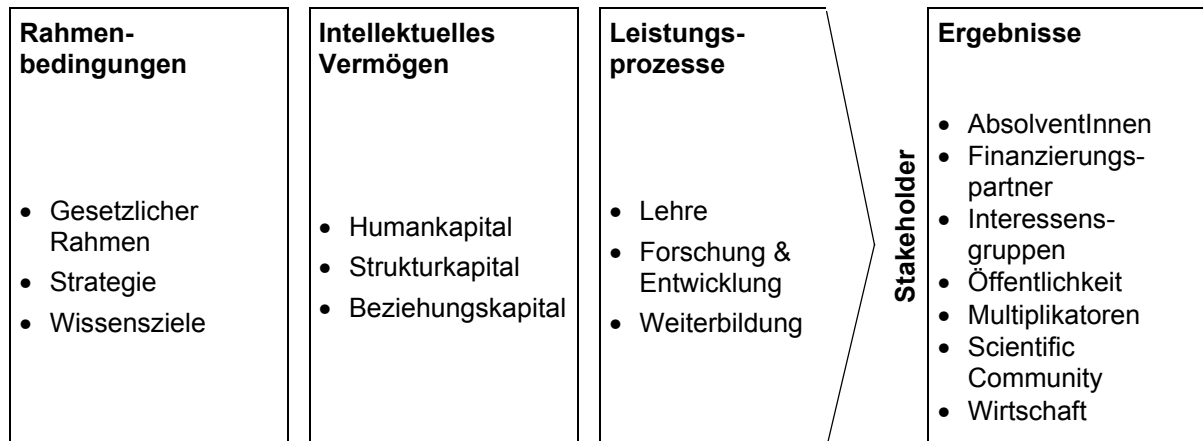 Rahmen-
bedingungen
• Gesetzlicher
Rahmen
• Strategie
• Wissensziele
Intellektuelles
Vermögen
• Humankapital
• Strukturkapital
• Beziehungskapital
Leistungs-
prozesse
• Lehre
• Forschung &
Entwicklung
• Weiterbildung
Stakeholder
Ergebnisse
• AbsolventInnen
• Finanzierungs-
partner
• Interessens-
gruppen
• Öffentlichkeit
• Multiplikatoren
• Scientific
Community
• Wirtschaft